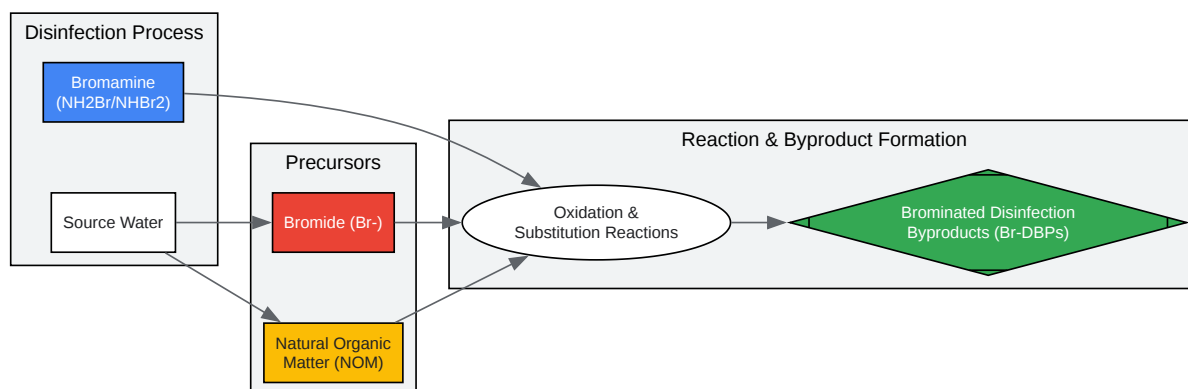 Disinfection Process
Bromamine
(NH2Br/NHBr2)
Source Water
Precursors
Bromide (Br-)
Natural Organic
Matter (NOM)
Reaction & Byproduct Formation
Oxidation &
Substitution Reactions
Brominated Disinfection
Byproducts (Br-DBPs)